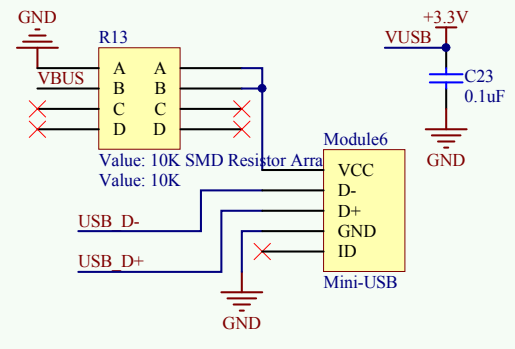 GND
R13
A A
VBUS
B B
C C
D D
Value: 10K SMD Resistor Arra
Value: 10K
+3.3V
VUSB
C23
0.1uF
GND
Module6
VCC
D-
D+
GND
ID
Mini-USB
USB_D-
USB_D+
GND